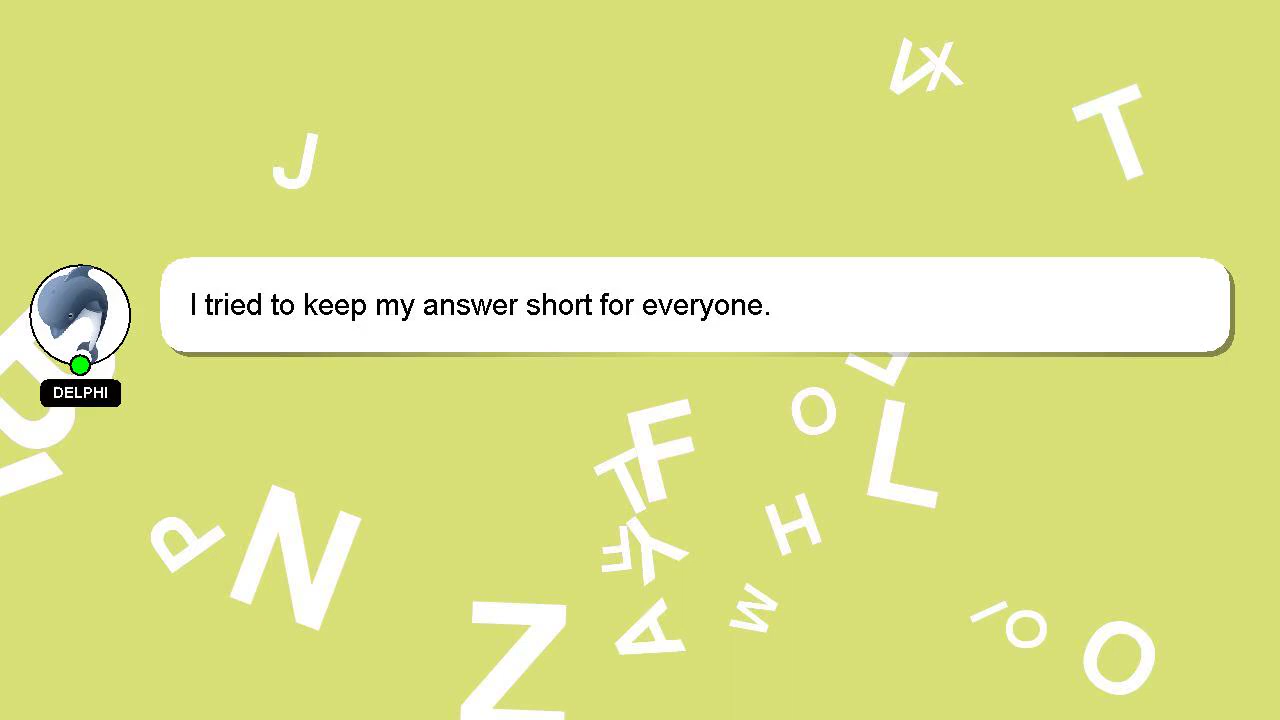 V
X
T
J
I tried to keep my answer short for everyone.
DELPHI
L
O
F
L
T
P
N
H
Y
F
Z
A
M
I
O
O